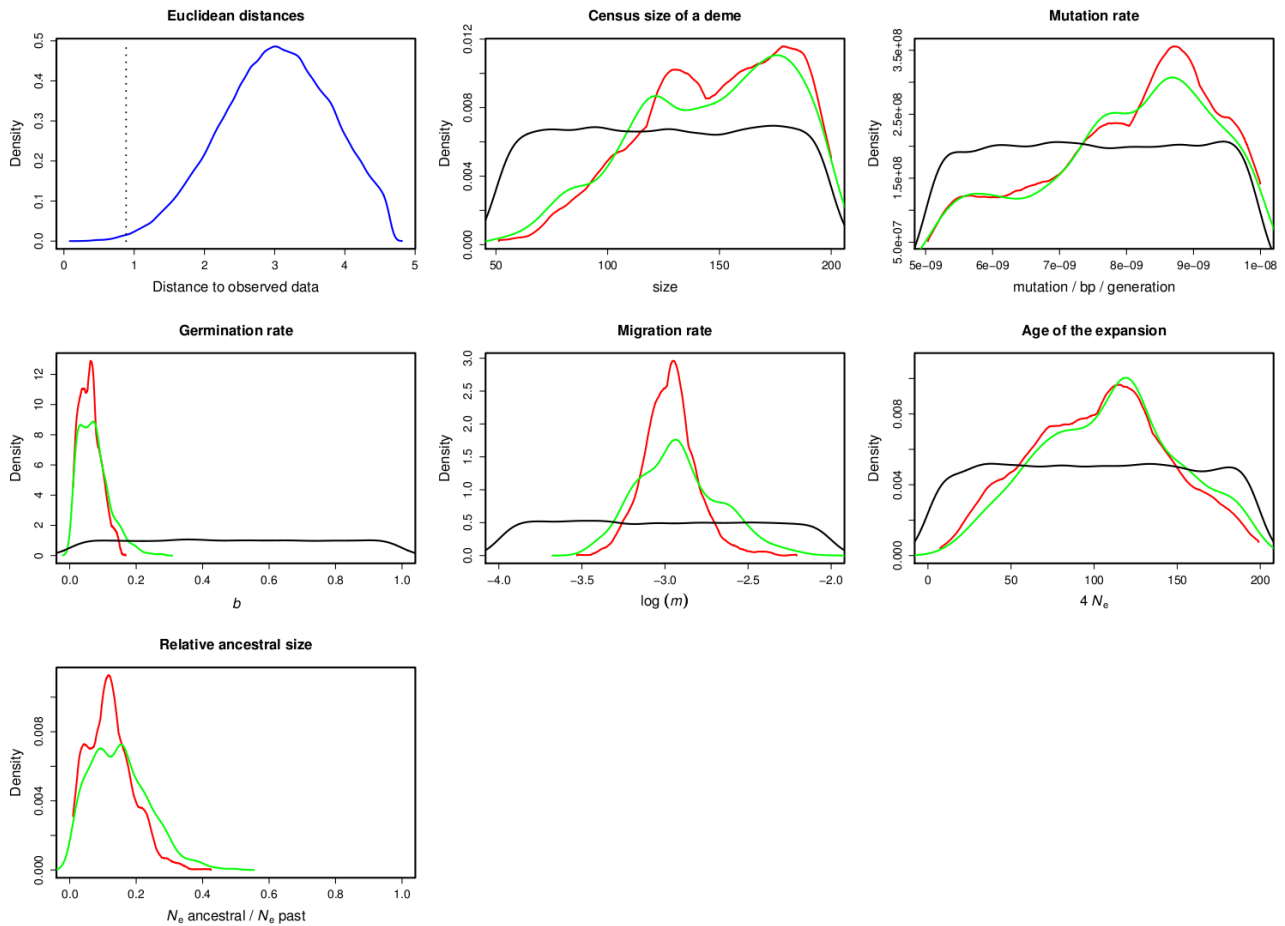 Euclidean distances
Density
0.0 0.1 0.2 0.3 0.4 0.5
0 1 2 3 4 5
Distance to observed data
Census size of a deme
Density
0.000 0.004 0.008 0.012
50 100 150 200
size
Mutation rate
Density
5.0e+07 1.5e+08 2.5e+08 3.5e+08
5e−09 6e−09 7e−09 8e−09 9e−09 1e−08
mutation / bp / generation
Germination rate
Density
0 2 4 6 8 10 12
0.0 0.2 0.4 0.6 0.8 1.0
b
Migration rate
Density
0.0 0.5 1.0 1.5 2.0 2.5 3.0
−4.0 −3.5 −3.0 −2.5 −2.0
log (m)
Age of the expansion
Density
0.000 0.004 0.008
0 50 100 150 200
4 Ne
Relative ancestral size
Density
0.000 0.004 0.008
0.0 0.2 0.4 0.6 0.8 1.0
Ne ancestral / Ne past